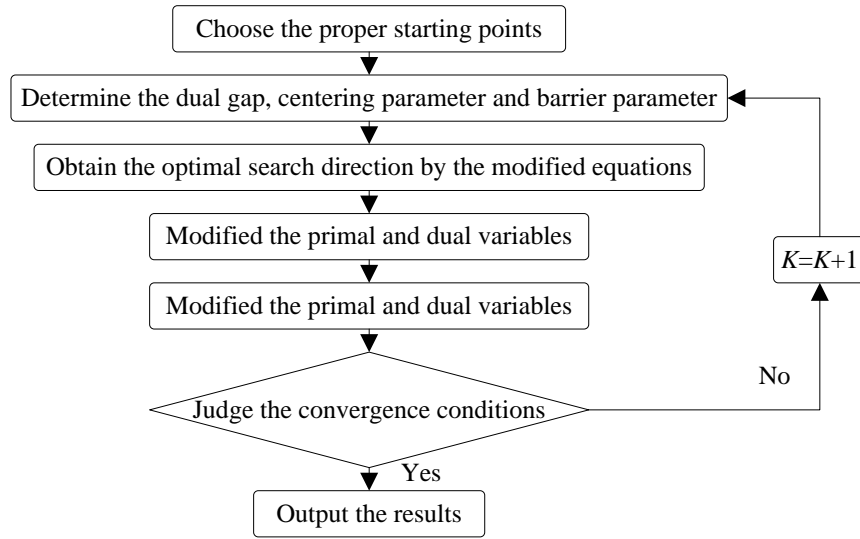 Choose the proper starting points
Determine the dual gap, centering parameter and barrier parameter
Obtain the optimal search direction by the modified equations
Modified the primal and dual variables
K=K+1
Modified the primal and dual variables
No
Judge the convergence conditions
Yes
Output the results